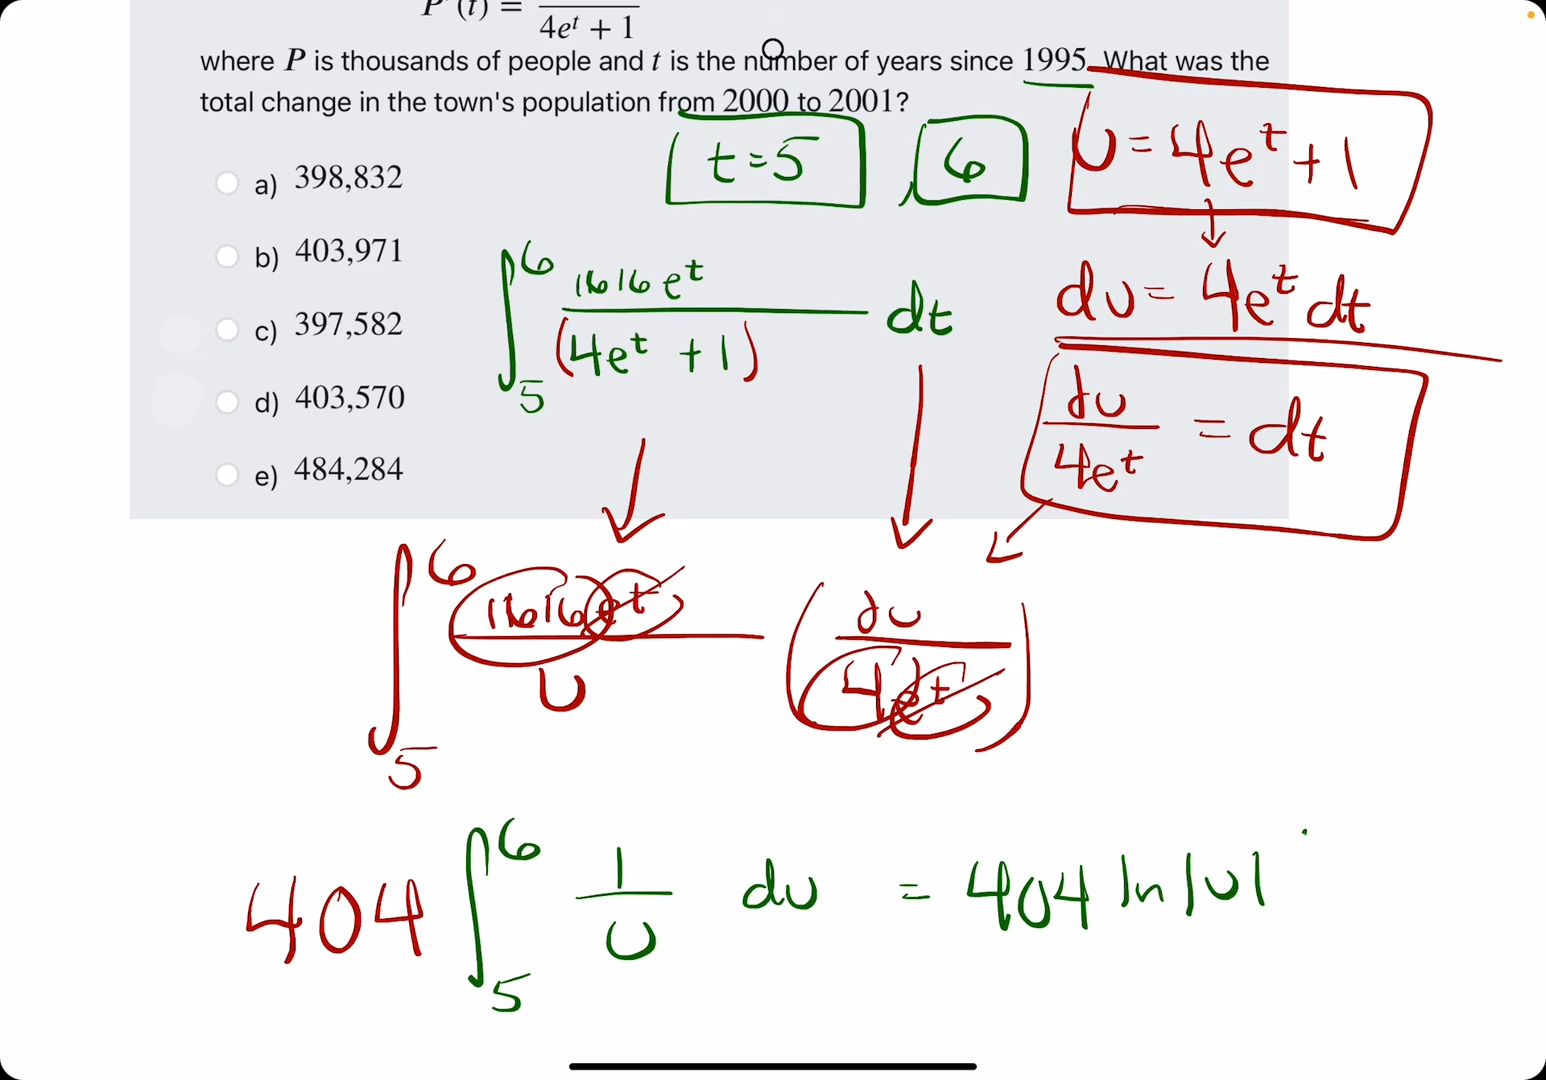 P'(t) =
4e^t + 1
where P is thousands of people and t is the number of years since 1995. What was the
total change in the town's population from 2000 to 2001?
t = 5 , 6
U = 4e^t + 1
a) 398,832
b) 403,971
c) 397,582
d) 403,570
e) 484,284
∫_5^6 1616e^t / (4e^t + 1) dt
du = 4e^t dt
du / 4e^t = dt
∫_5^6 1616e^t / U (du / 4e^t)
404 ∫_5^6 1/U du = 404 ln|U|